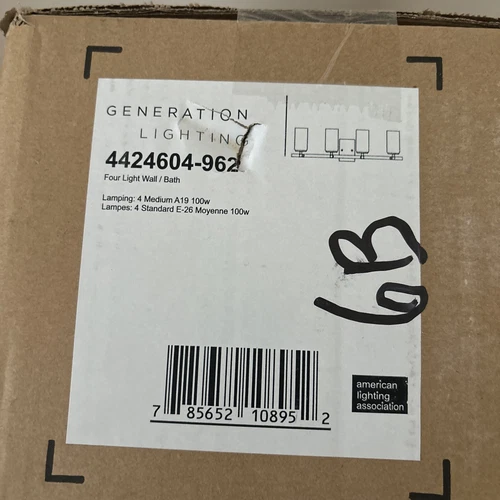 GENERATION
LIGHTING
4424604-962
Four Light Wall / Bath
Lamping: 4 Medium A19 100w
Lampes: 4 Standard E-26 Moyenne 100w
6B
american
lighting
association
7 85652 10895 2